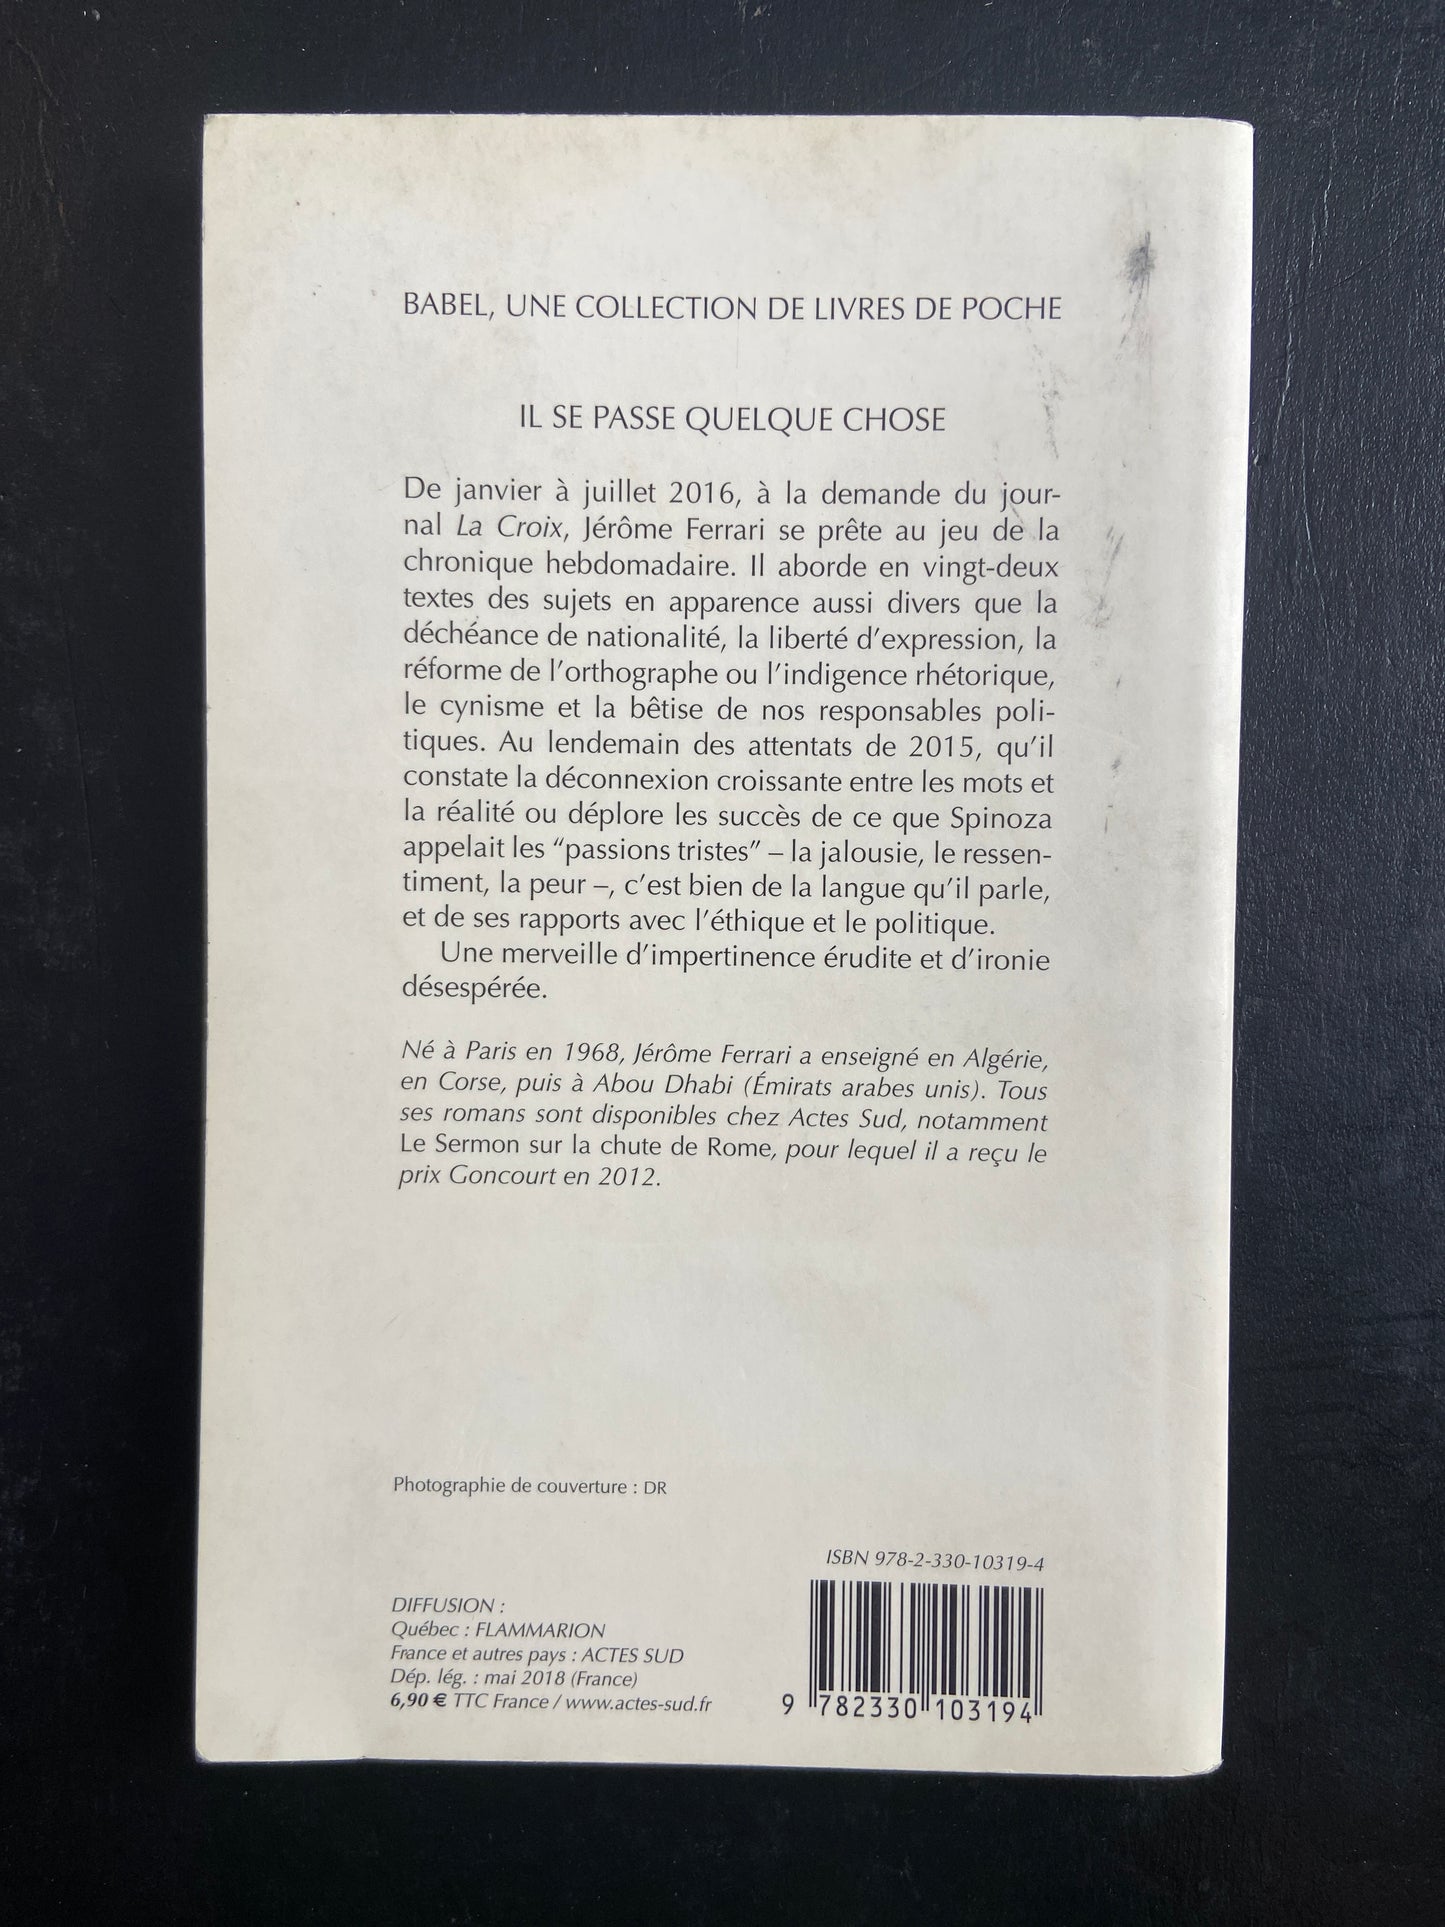 BABEL, UNE COLLECTION DE LIVRES DE POCHE
IL SE PASSE QUELQUE CHOSE
De janvier à juillet 2016, à la demande du jour-
nal La Croix, Jérôme Ferrari se prête au jeu de la
chronique hebdomadaire. Il aborde en vingt-deux
textes des sujets en apparence aussi divers que la
déchéance de nationalité, la liberté d'expression, la
réforme de l'orthographe ou l'indigence rhétorique,
le cynisme et la bêtise de nos responsables poli-
tiques. Au lendemain des attentats de 2015, qu'il
constate la déconnexion croissante entre les mots et
la réalité ou déplore les succès de ce que Spinoza
appelait les “passions tristes” – la jalousie, le ressen-
timent, la peur –, c'est bien de la langue qu'il parle,
et de ses rapports avec l'éthique et le politique.
Une merveille d'impertinence érudite et d'ironie
désespérée.
Né à Paris en 1968, Jérôme Ferrari a enseigné en Algérie,
en Corse, puis à Abou Dhabi (Émirats arabes unis). Tous
ses romans sont disponibles chez Actes Sud, notamment
Le Sermon sur la chute de Rome, pour lequel il a reçu le
prix Goncourt en 2012.
Photographie de couverture : DR
ISBN 978-2-330-10319-4
DIFFUSION :
Québec : FLAMMARION
France et autres pays : ACTES SUD
Dép. lég. : mai 2018 (France)
6,90 € TTC France / www.actes-sud.fr
9 782330 103194